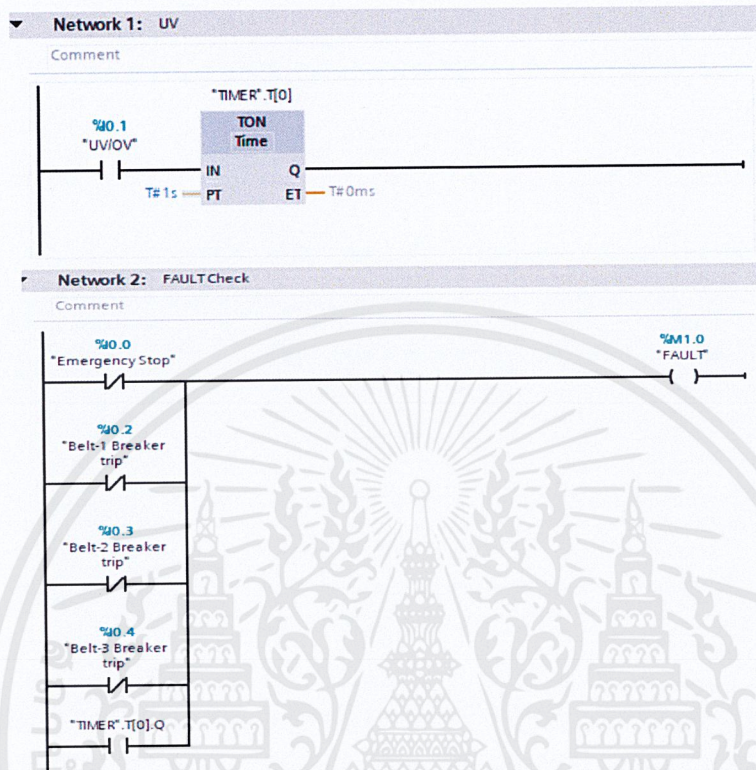 Network 1: UV
Comment
"TIMER".T[0]
%I0.1
"UV/OV"
TON
Time
IN
Q
T#1s
PT
ET
T#0ms
Network 2: FAULT Check
Comment
%I0.0
"Emergency Stop"
%M1.0
"FAULT"
%I0.2
"Belt-1 Breaker
trip"
%I0.3
"Belt-2 Breaker
trip"
%I0.4
"Belt-3 Breaker
trip"
"TIMER".T[0].Q